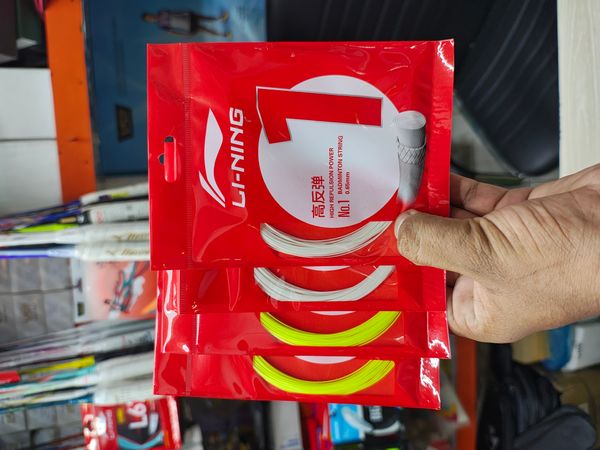 LI-NING
1
高反弹
HIGH REPULSION POWER
No.1 BADMINTON STRING
0.65mm